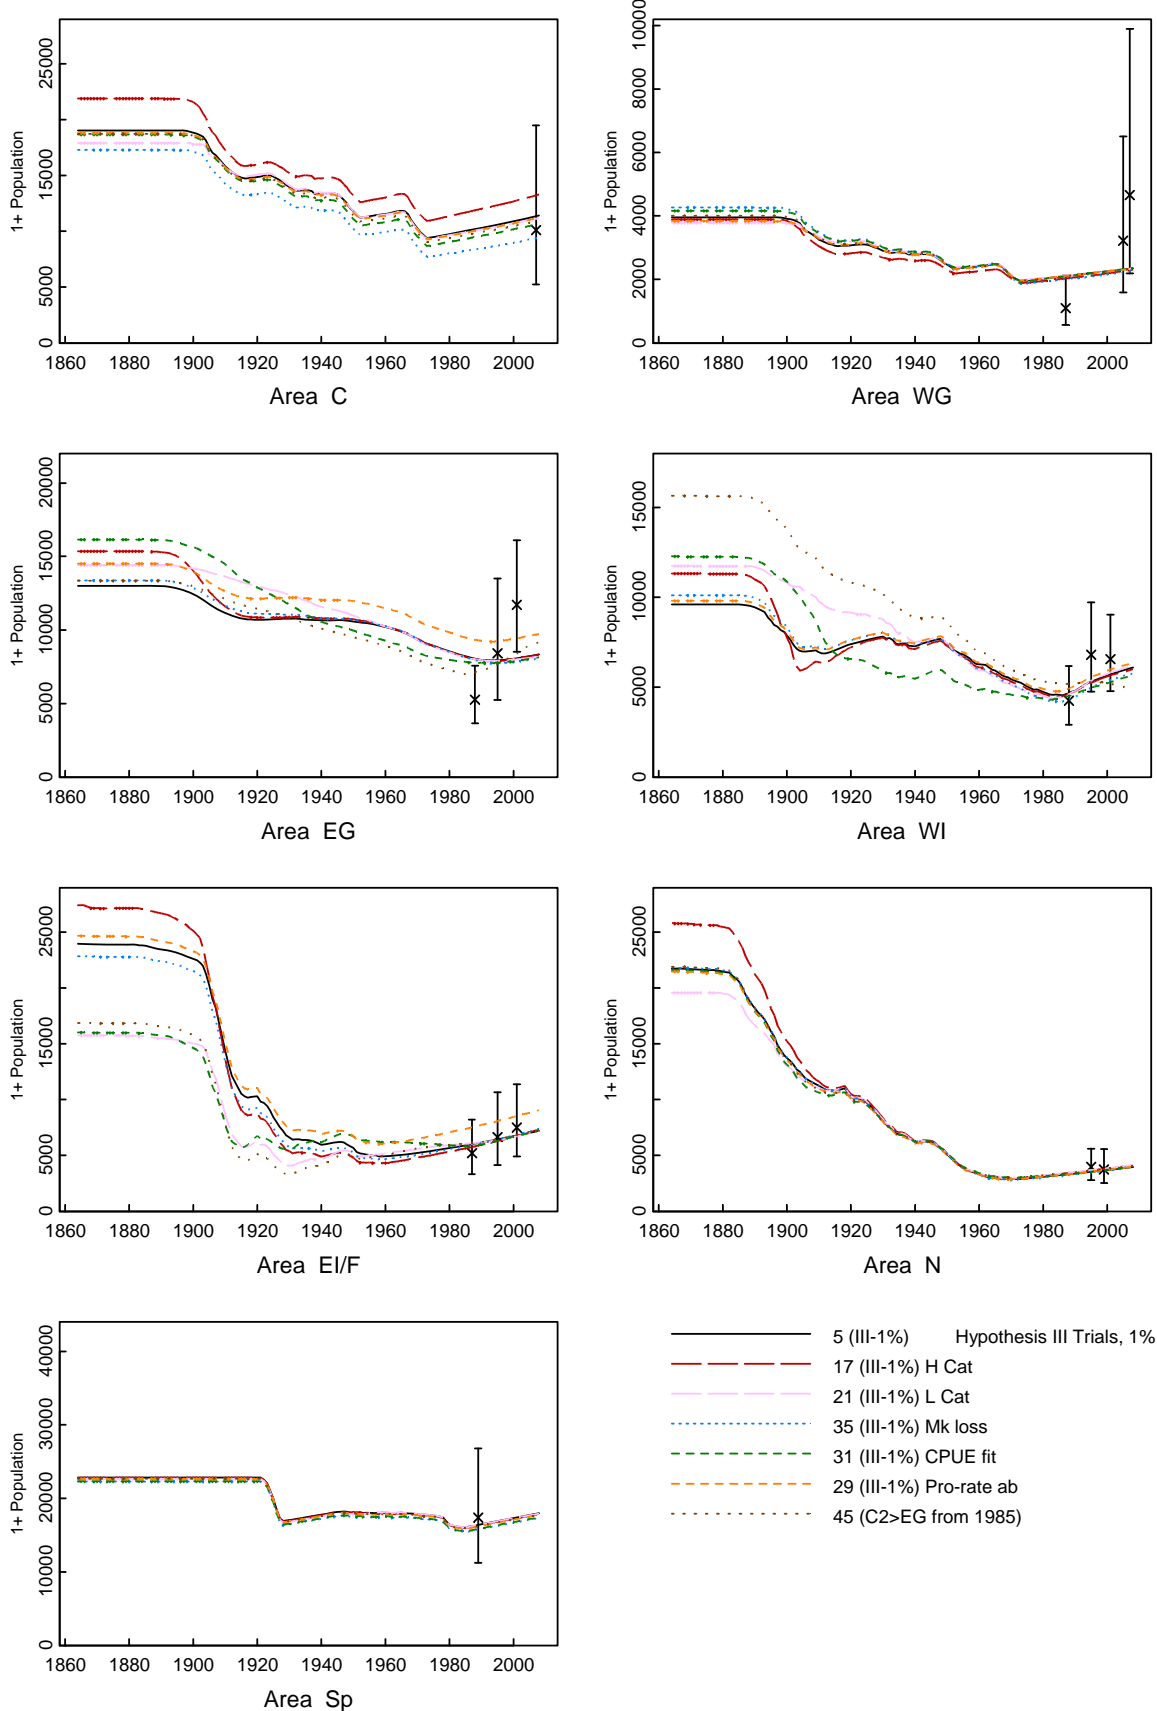 1+ Population
0
5000
15000
25000
1860 1880 1900 1920 1940 1960 1980 2000
Area C
1+ Population
0
2000
4000
6000
8000
10000
1860 1880 1900 1920 1940 1960 1980 2000
Area WG
1+ Population
0
5000
10000
15000
20000
1860 1880 1900 1920 1940 1960 1980 2000
Area EG
1+ Population
0
5000
10000
15000
1860 1880 1900 1920 1940 1960 1980 2000
Area WI
1+ Population
0
5000
15000
25000
1860 1880 1900 1920 1940 1960 1980 2000
Area EI/F
1+ Population
0
5000
15000
25000
1860 1880 1900 1920 1940 1960 1980 2000
Area N
1+ Population
0
10000
20000
30000
40000
1860 1880 1900 1920 1940 1960 1980 2000
Area Sp
5 (III-1%) Hypothesis III Trials, 1%
17 (III-1%) H Cat
21 (III-1%) L Cat
35 (III-1%) Mk loss
31 (III-1%) CPUE fit
29 (III-1%) Pro-rate ab
45 (C2>EG from 1985)